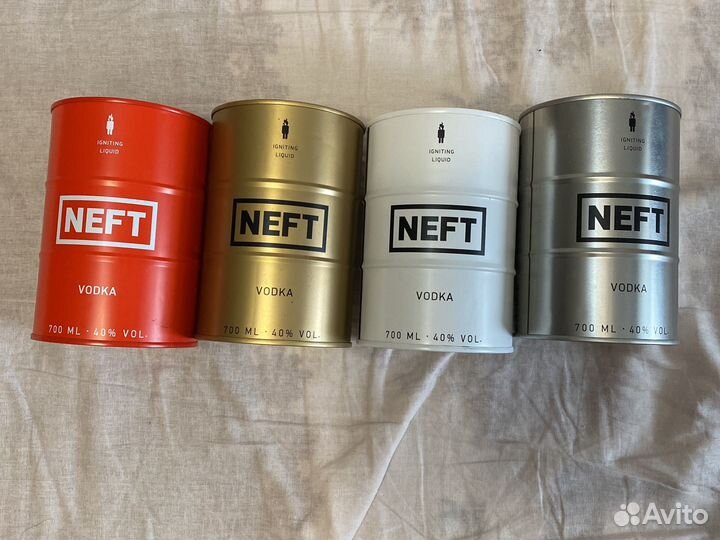 IGNITING
LIQUID
NEFT
VODKA
700 ML · 40% VOL.
IGNITING
LIQUID
NEFT
VODKA
700 ML · 40% VOL.
IGNITING
LIQUID
NEFT
VODKA
700 ML · 40% VOL.
IGNITING
LIQUID
NEFT
VODKA
700 ML · 40% VOL.
Avito